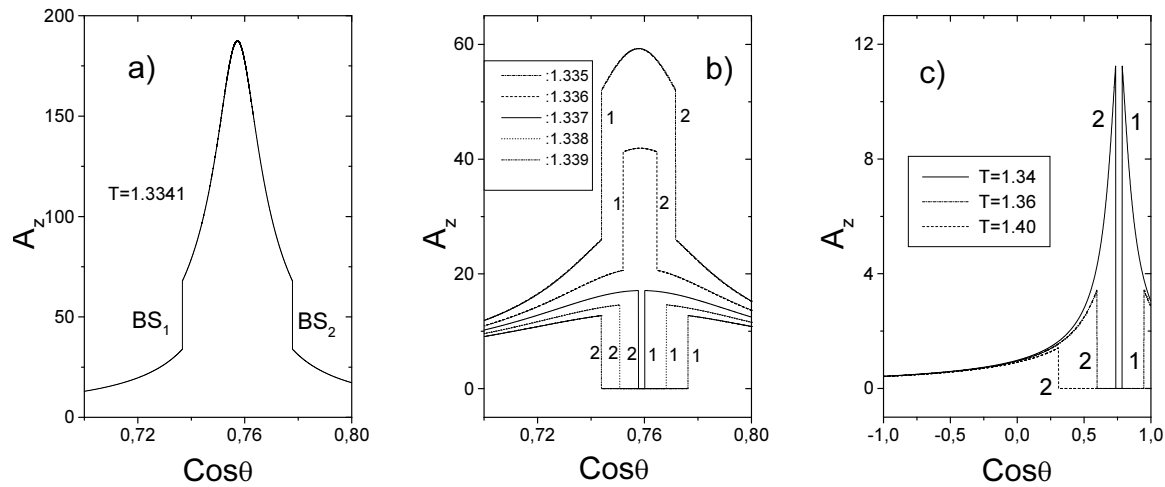 a)
A_z
200
175
150
125
100
75
50
25
0
T=1.3341
BS_1
BS_2
0,72
0,76
0,80
Cosθ
b)
A_z
60
40
20
0
:1.335
:1.336
:1.337
:1.338
:1.339
1
2
1
2
2 2 2 1 1 1
0,72
0,76
0,80
Cosθ
c)
A_z
12
8
4
0
2 1
T=1.34
T=1.36
T=1.40
2 2 1
-1,0
-0,5
0,0
0,5
1,0
Cosθ